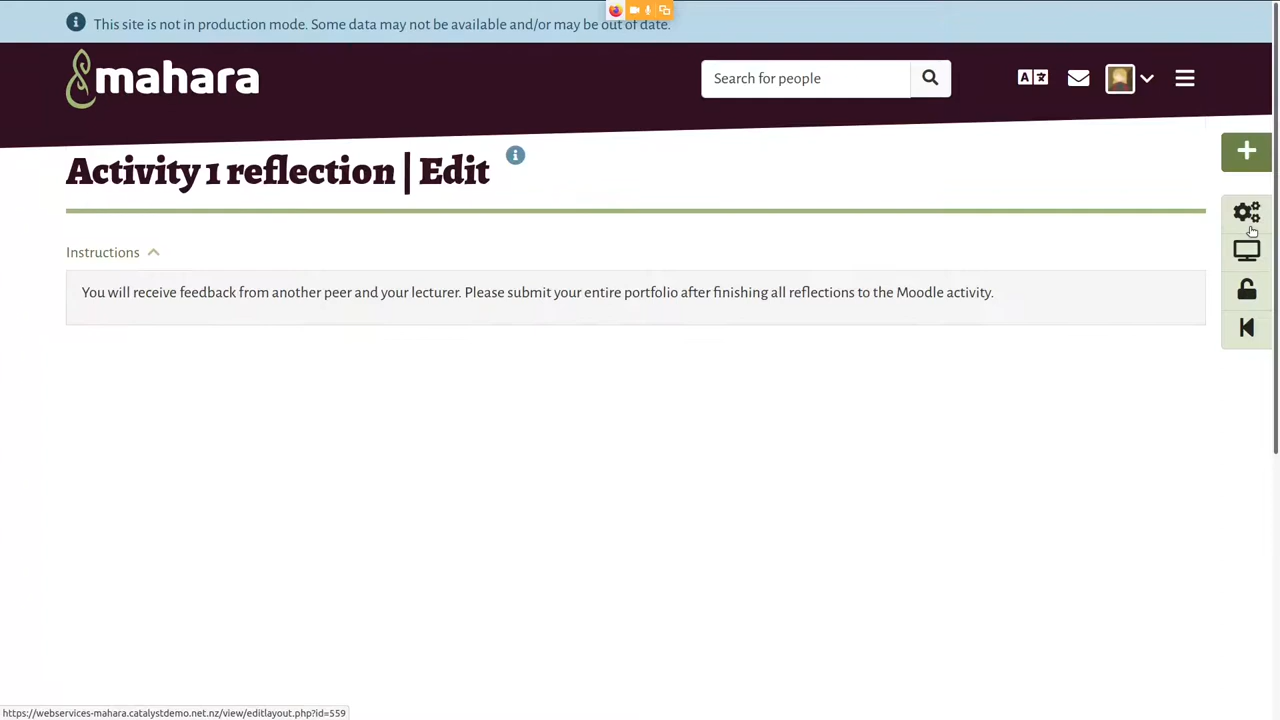 This site is not in production mode. Some data may not be available and/or may be out of date.
mahara
Search for people
Activity 1 reflection | Edit
Instructions
You will receive feedback from another peer and your lecturer. Please submit your entire portfolio after finishing all reflections to the Moodle activity.
https://webservices-mahara.catalystdemo.net.nz/view/editlayout.php?id=559